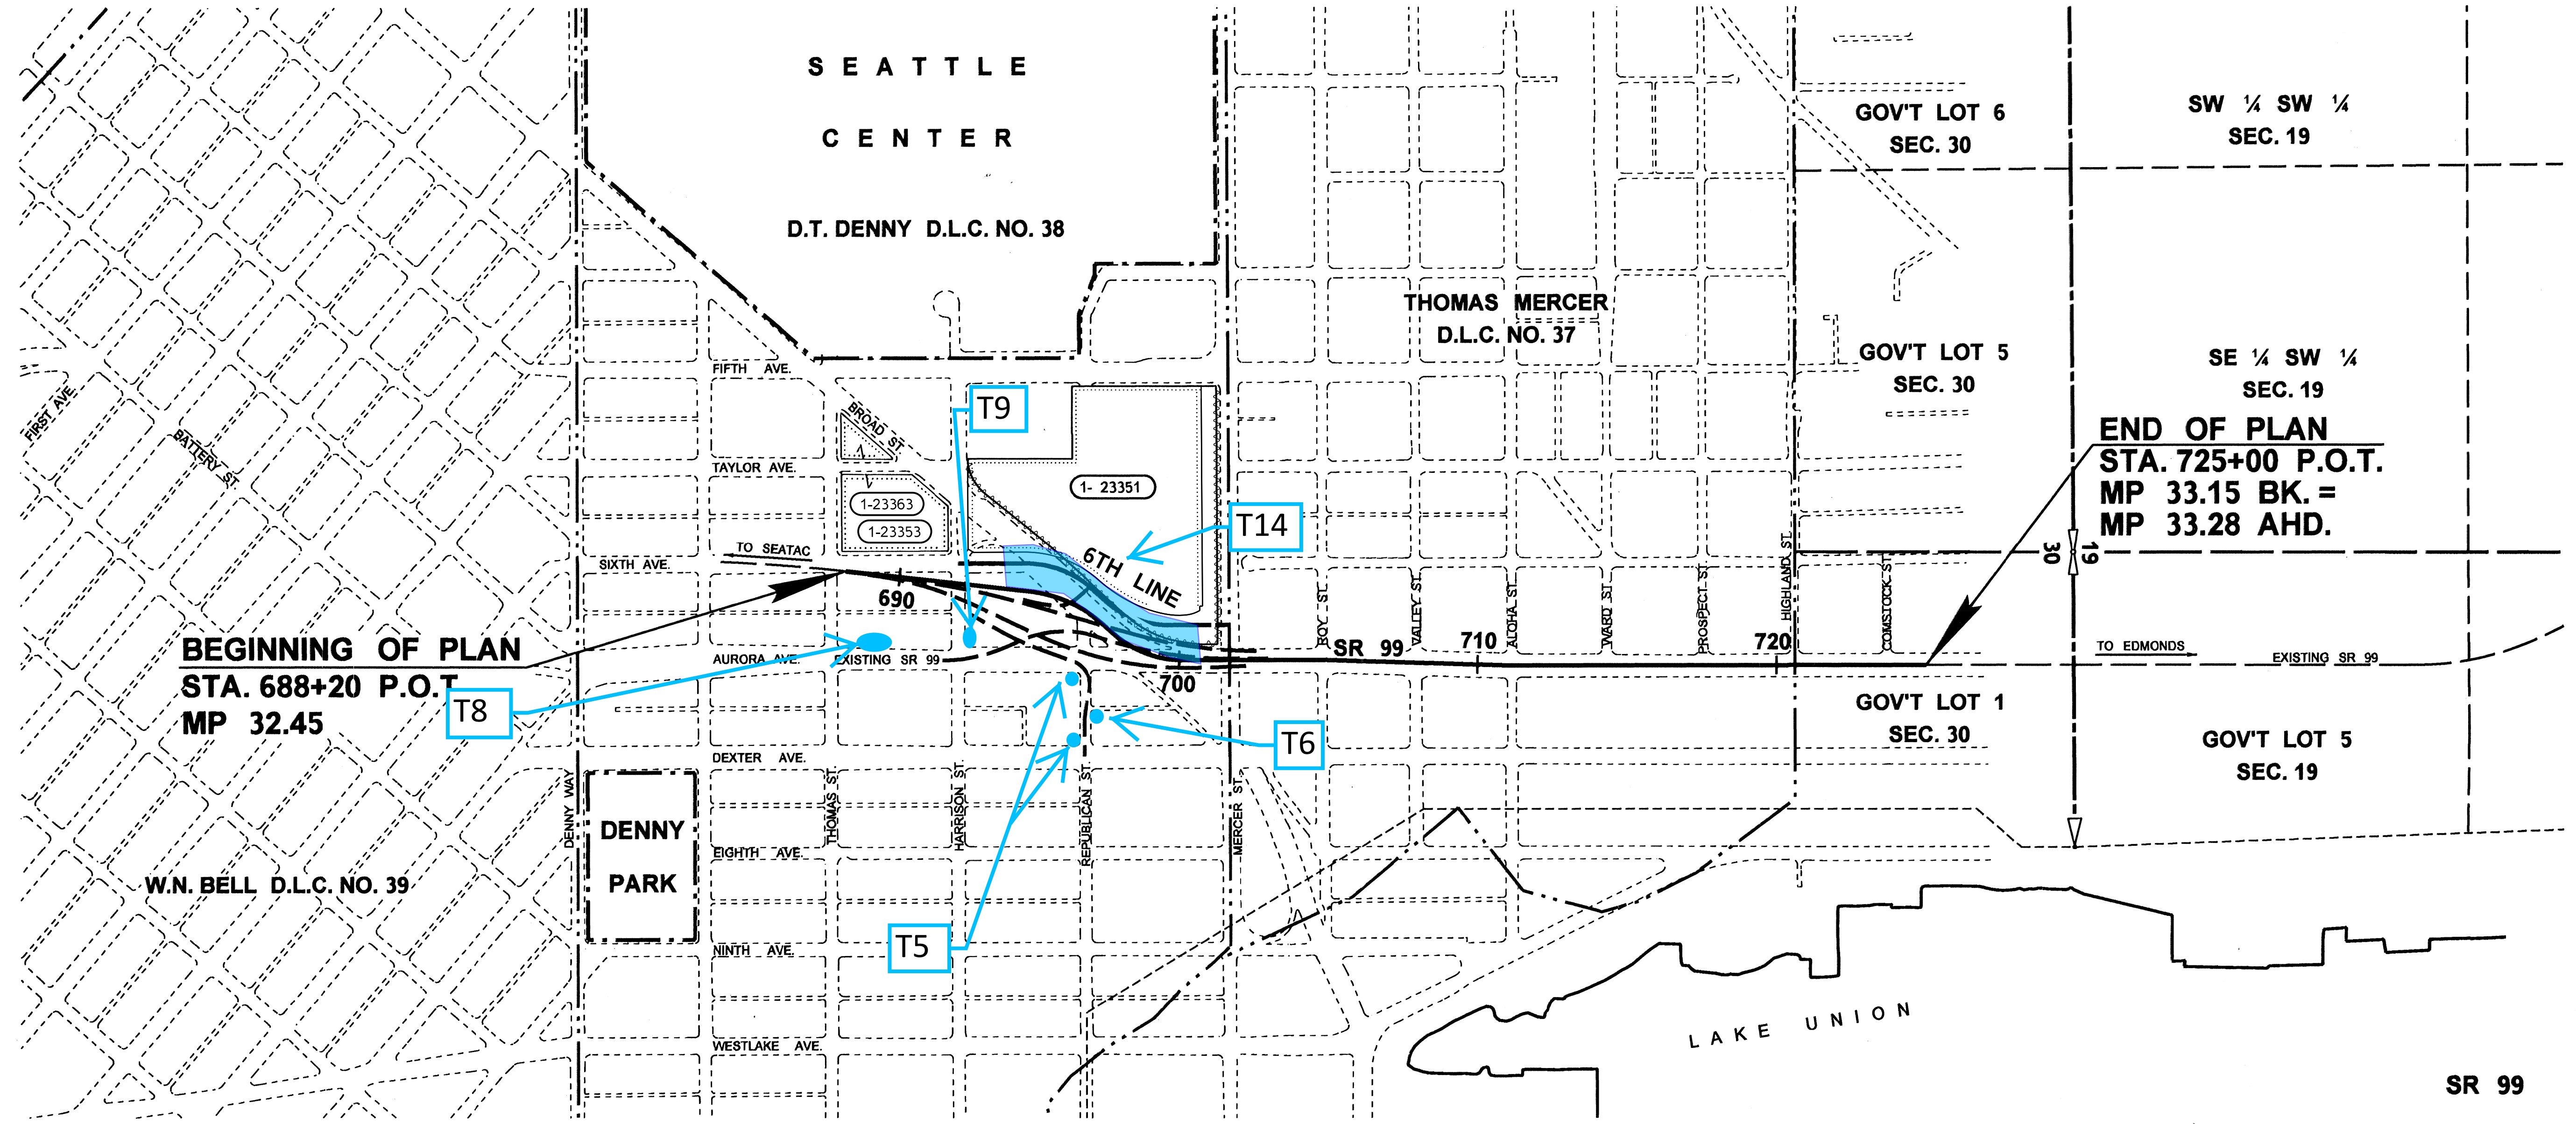 S E A T T L E
C E N T E R
D.T. DENNY D.L.C. NO. 38
GOV'T LOT 6
SEC. 30
SW ¼ SW ¼
SEC. 19
THOMAS MERCER
D.L.C. NO. 37
GOV'T LOT 5
SEC. 30
SE ¼ SW ¼
SEC. 19
FIFTH AVE.
FIRST AVE.
BATTERY ST.
BROAD ST
T9
TAYLOR AVE.
1-23363
1-23353
1- 23351
T14
6TH LINE
END OF PLAN
STA. 725+00 P.O.T.
MP 33.15 BK. =
MP 33.28 AHD.
30
19
TO SEATAC
SIXTH AVE.
690
BEGINNING OF PLAN
STA. 688+20 P.O.T.
MP 32.45
T8
AURORA AVE.
EXISTING SR 99
700
SR 99
710
720
ROY ST.
VALLEY ST.
ALOHA ST.
WARD ST.
PROSPECT ST.
HIGHLAND ST.
COMSTOCK ST.
TO EDMONDS
EXISTING SR 99
T6
GOV'T LOT 1
SEC. 30
GOV'T LOT 5
SEC. 19
DEXTER AVE.
DENNY WAY
THOMAS ST.
HARRISON ST.
REPUBLICAN ST.
MERCER ST.
DENNY
PARK
EIGHTH AVE.
W.N. BELL D.L.C. NO. 39
T5
NINTH AVE.
WESTLAKE AVE.
LAKE UNION
SR 99